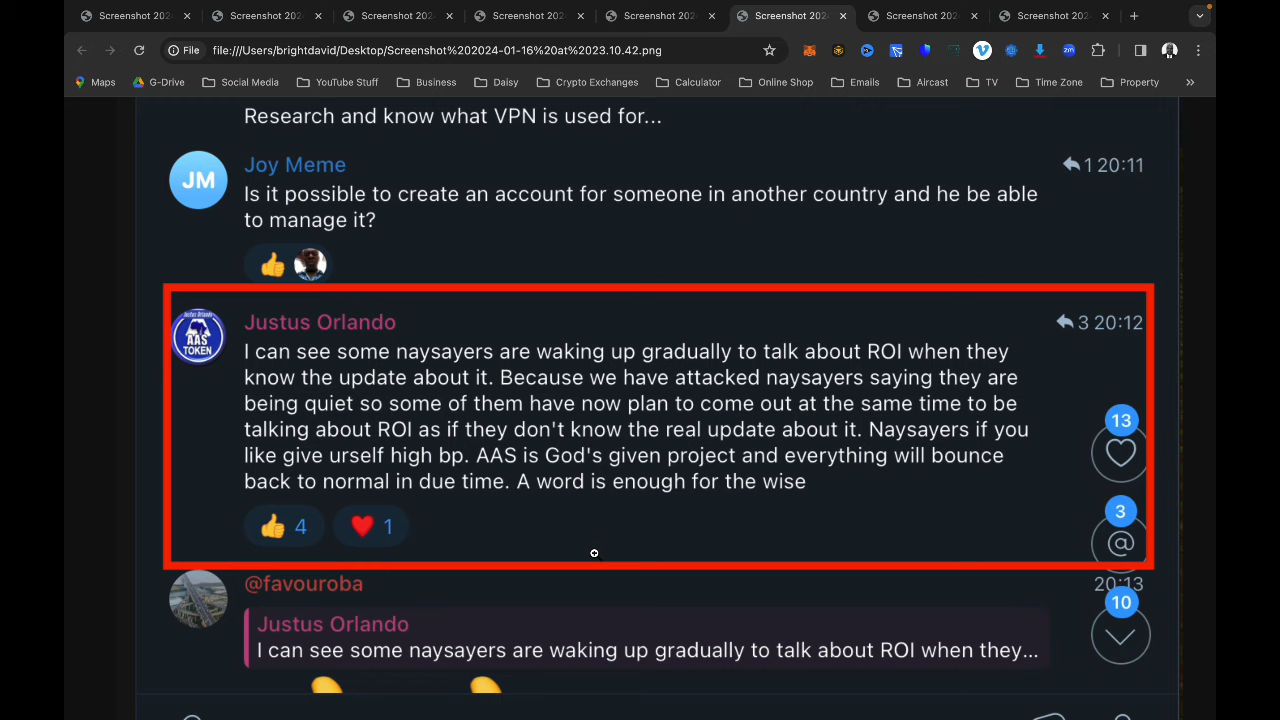 Screenshot 202
Screenshot 202
Screenshot 202
Screenshot 202
Screenshot 202
Screenshot 202
Screenshot 202
Screenshot 202
File file:///Users/brightdavid/Desktop/Screenshot%202024-01-16%20at%2023.10.42.png
Maps G-Drive Social Media YouTube Stuff Business Daisy Crypto Exchanges Calculator Online Shop Emails Aircast TV Time Zone Property »
Research and know what VPN is used for...
Joy Meme 1 20:11
JM
Is it possible to create an account for someone in another country and he be able
to manage it?
Justus Orlando 3 20:12
Justus Orlando
AAS
TOKEN
I can see some naysayers are waking up gradually to talk about ROI when they
know the update about it. Because we have attacked naysayers saying they are
being quiet so some of them have now plan to come out at the same time to be
talking about ROI as if they don't know the real update about it. Naysayers if you
like give urself high bp. AAS is God's given project and everything will bounce
back to normal in due time. A word is enough for the wise
13
4 1
3
@
@favouroba 20:13
10
Justus Orlando
I can see some naysayers are waking up gradually to talk about ROI when they...